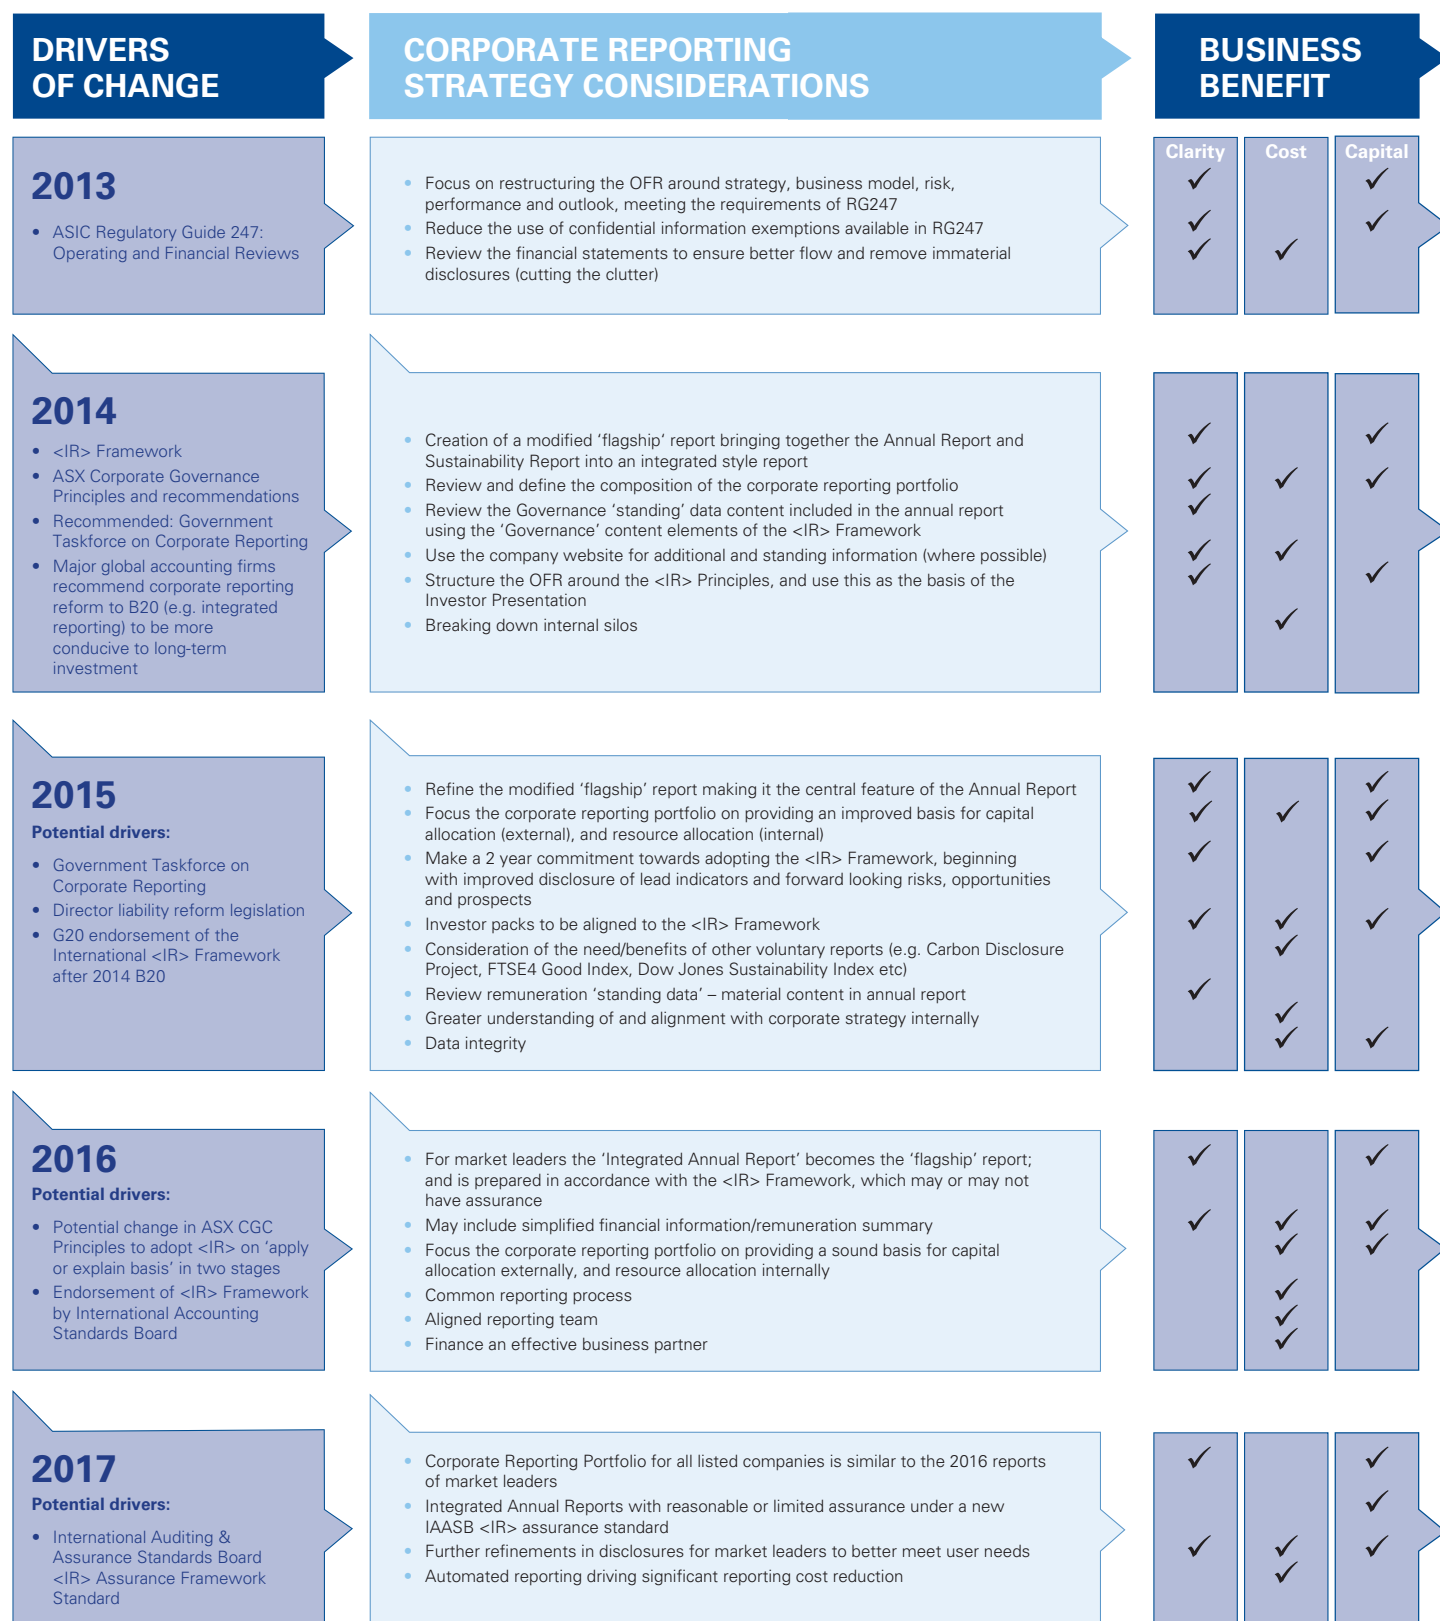 DRIVERS
OF CHANGE
CORPORATE REPORTING
STRATEGY CONSIDERATIONS
BUSINESS
BENEFIT
2013
• ASIC Regulatory Guide 247:
Operating and Financial Reviews
• Focus on restructuring the OFR around strategy, business model, risk,
performance and outlook, meeting the requirements of RG247
• Reduce the use of confidential information exemptions available in RG247
• Review the financial statements to ensure better flow and remove immaterial
disclosures (cutting the clutter)
Clarity
Cost
Capital
✓ ✓
✓ ✓
✓ ✓
2014
• <IR> Framework
• ASX Corporate Governance
Principles and recommendations
• Recommended: Government
Taskforce on Corporate Reporting
• Major global accounting firms
recommend corporate reporting
reform to B20 (e.g. integrated
reporting) to be more
conducive to long-term
investment
• Creation of a modified ‘flagship’ report bringing together the Annual Report and
Sustainability Report into an integrated style report
• Review and define the composition of the corporate reporting portfolio
• Review the Governance ‘standing’ data content included in the annual report
using the ‘Governance’ content elements of the <IR> Framework
• Use the company website for additional and standing information (where possible)
• Structure the OFR around the <IR> Principles, and use this as the basis of the
Investor Presentation
• Breaking down internal silos
✓ ✓
✓ ✓ ✓
✓
✓ ✓
✓ ✓
✓
2015
Potential drivers:
• Government Taskforce on
Corporate Reporting
• Director liability reform legislation
• G20 endorsement of the
International <IR> Framework
after 2014 B20
• Refine the modified ‘flagship’ report making it the central feature of the Annual Report
• Focus the corporate reporting portfolio on providing an improved basis for capital
allocation (external), and resource allocation (internal)
• Make a 2 year commitment towards adopting the <IR> Framework, beginning
with improved disclosure of lead indicators and forward looking risks, opportunities
and prospects
• Investor packs to be aligned to the <IR> Framework
• Consideration of the need/benefits of other voluntary reports (e.g. Carbon Disclosure
Project, FTSE4 Good Index, Dow Jones Sustainability Index etc)
• Review remuneration ‘standing data’ – material content in annual report
• Greater understanding of and alignment with corporate strategy internally
• Data integrity
✓ ✓
✓ ✓ ✓
✓ ✓
✓ ✓ ✓
✓
✓
✓
✓ ✓
2016
Potential drivers:
• Potential change in ASX CGC
Principles to adopt <IR> on ‘apply
or explain basis’ in two stages
• Endorsement of <IR> Framework
by International Accounting
Standards Board
• For market leaders the ‘Integrated Annual Report’ becomes the ‘flagship’ report;
and is prepared in accordance with the <IR> Framework, which may or may not
have assurance
• May include simplified financial information/remuneration summary
• Focus the corporate reporting portfolio on providing a sound basis for capital
allocation externally, and resource allocation internally
• Common reporting process
• Aligned reporting team
• Finance an effective business partner
✓ ✓
✓ ✓ ✓
✓ ✓
✓
✓
✓
2017
Potential drivers:
• International Auditing &
Assurance Standards Board
<IR> Assurance Framework
Standard
• Corporate Reporting Portfolio for all listed companies is similar to the 2016 reports
of market leaders
• Integrated Annual Reports with reasonable or limited assurance under a new
IAASB <IR> assurance standard
• Further refinements in disclosures for market leaders to better meet user needs
• Automated reporting driving significant reporting cost reduction
✓ ✓
✓
✓ ✓ ✓
✓